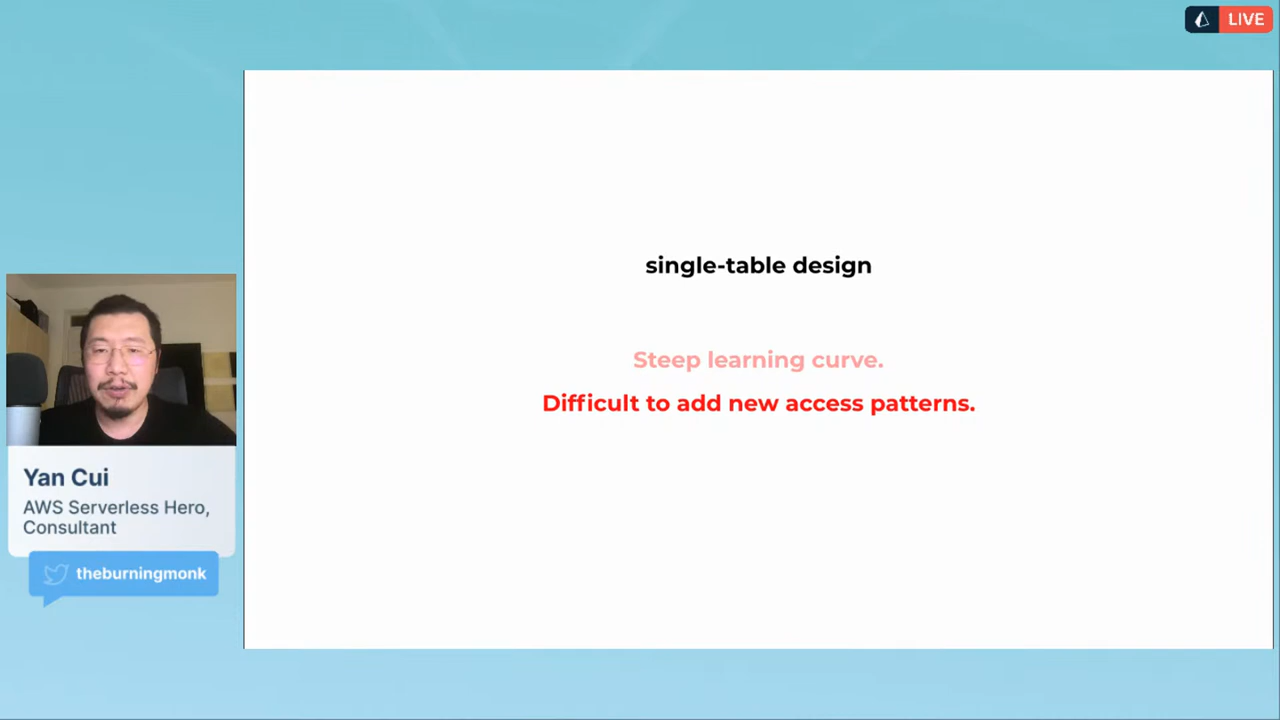 LIVE
single-table design
Steep learning curve.
Difficult to add new access patterns.
Yan Cui
AWS Serverless Hero,
Consultant
theburningmonk